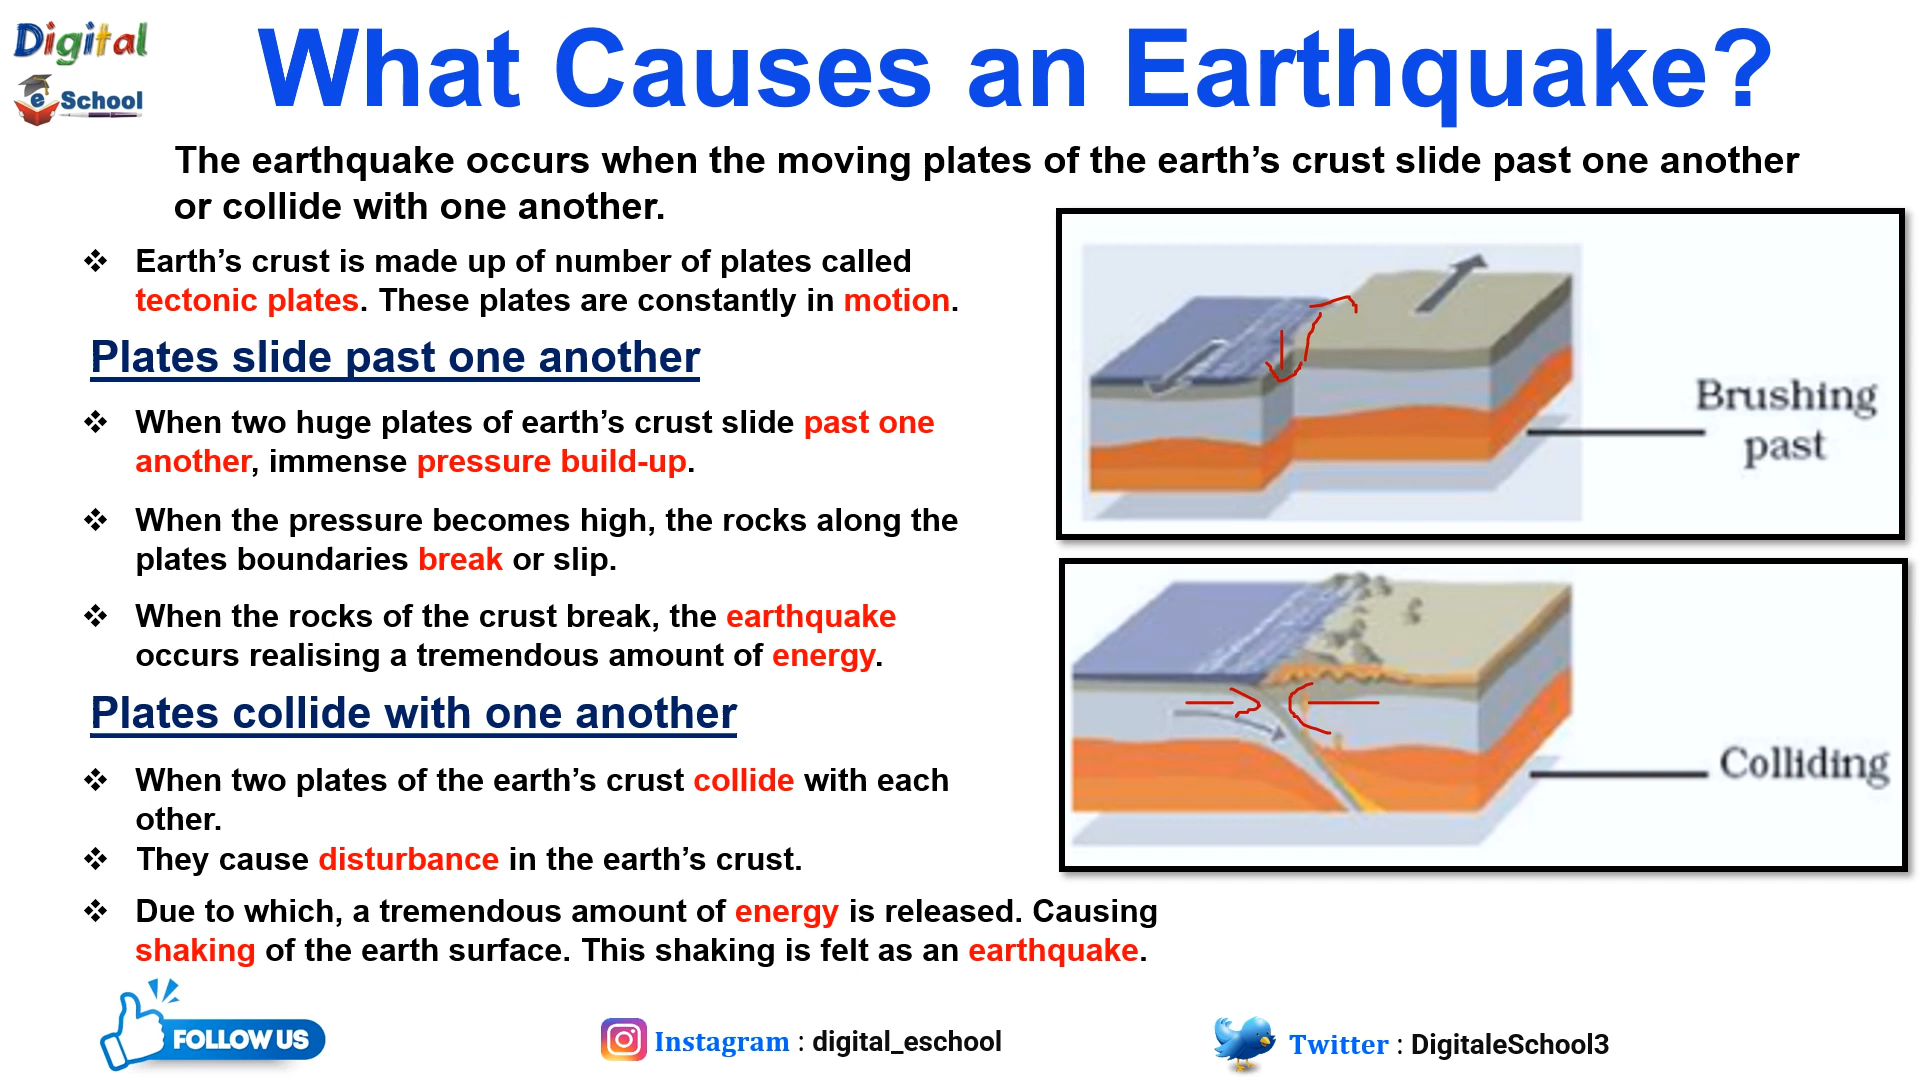 Digital
e School
What Causes an Earthquake?
The earthquake occurs when the moving plates of the earth’s crust slide past one another
or collide with one another.
❖ Earth’s crust is made up of number of plates called
tectonic plates. These plates are constantly in motion.
Plates slide past one another
❖ When two huge plates of earth’s crust slide past one
another, immense pressure build-up.
❖ When the pressure becomes high, the rocks along the
plates boundaries break or slip.
❖ When the rocks of the crust break, the earthquake
occurs realising a tremendous amount of energy.
Plates collide with one another
❖ When two plates of the earth’s crust collide with each
other.
❖ They cause disturbance in the earth’s crust.
❖ Due to which, a tremendous amount of energy is released. Causing
shaking of the earth surface. This shaking is felt as an earthquake.
Brushing
past
Colliding
FOLLOW US
Instagram : digital_eschool
Twitter : DigitaleSchool3